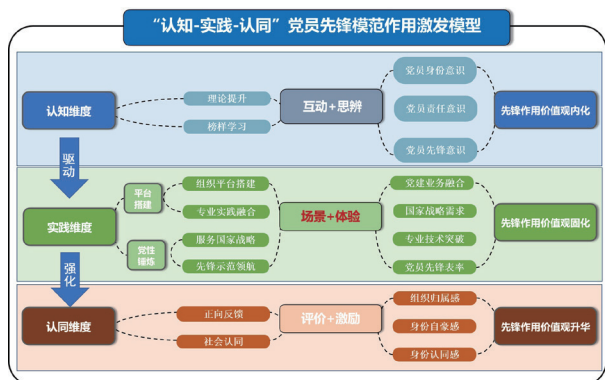 “认知-实践-认同”党员先锋模范作用激发模型
认知维度
理论提升
榜样学习
互动+思辨
党员身份意识
党员责任意识
党员先锋意识
先锋作用价值观内化
驱动
实践维度
平台
搭建
党性
锤炼
组织平台搭建
专业实践融合
服务国家战略
先锋示范领航
场景+体验
党建业务融合
国家战略需求
专业技术突破
党员先锋表率
先锋作用价值观固化
强化
认同维度
正向反馈
社会认同
评价+激励
组织归属感
身份自豪感
身份认同感
先锋作用价值观升华